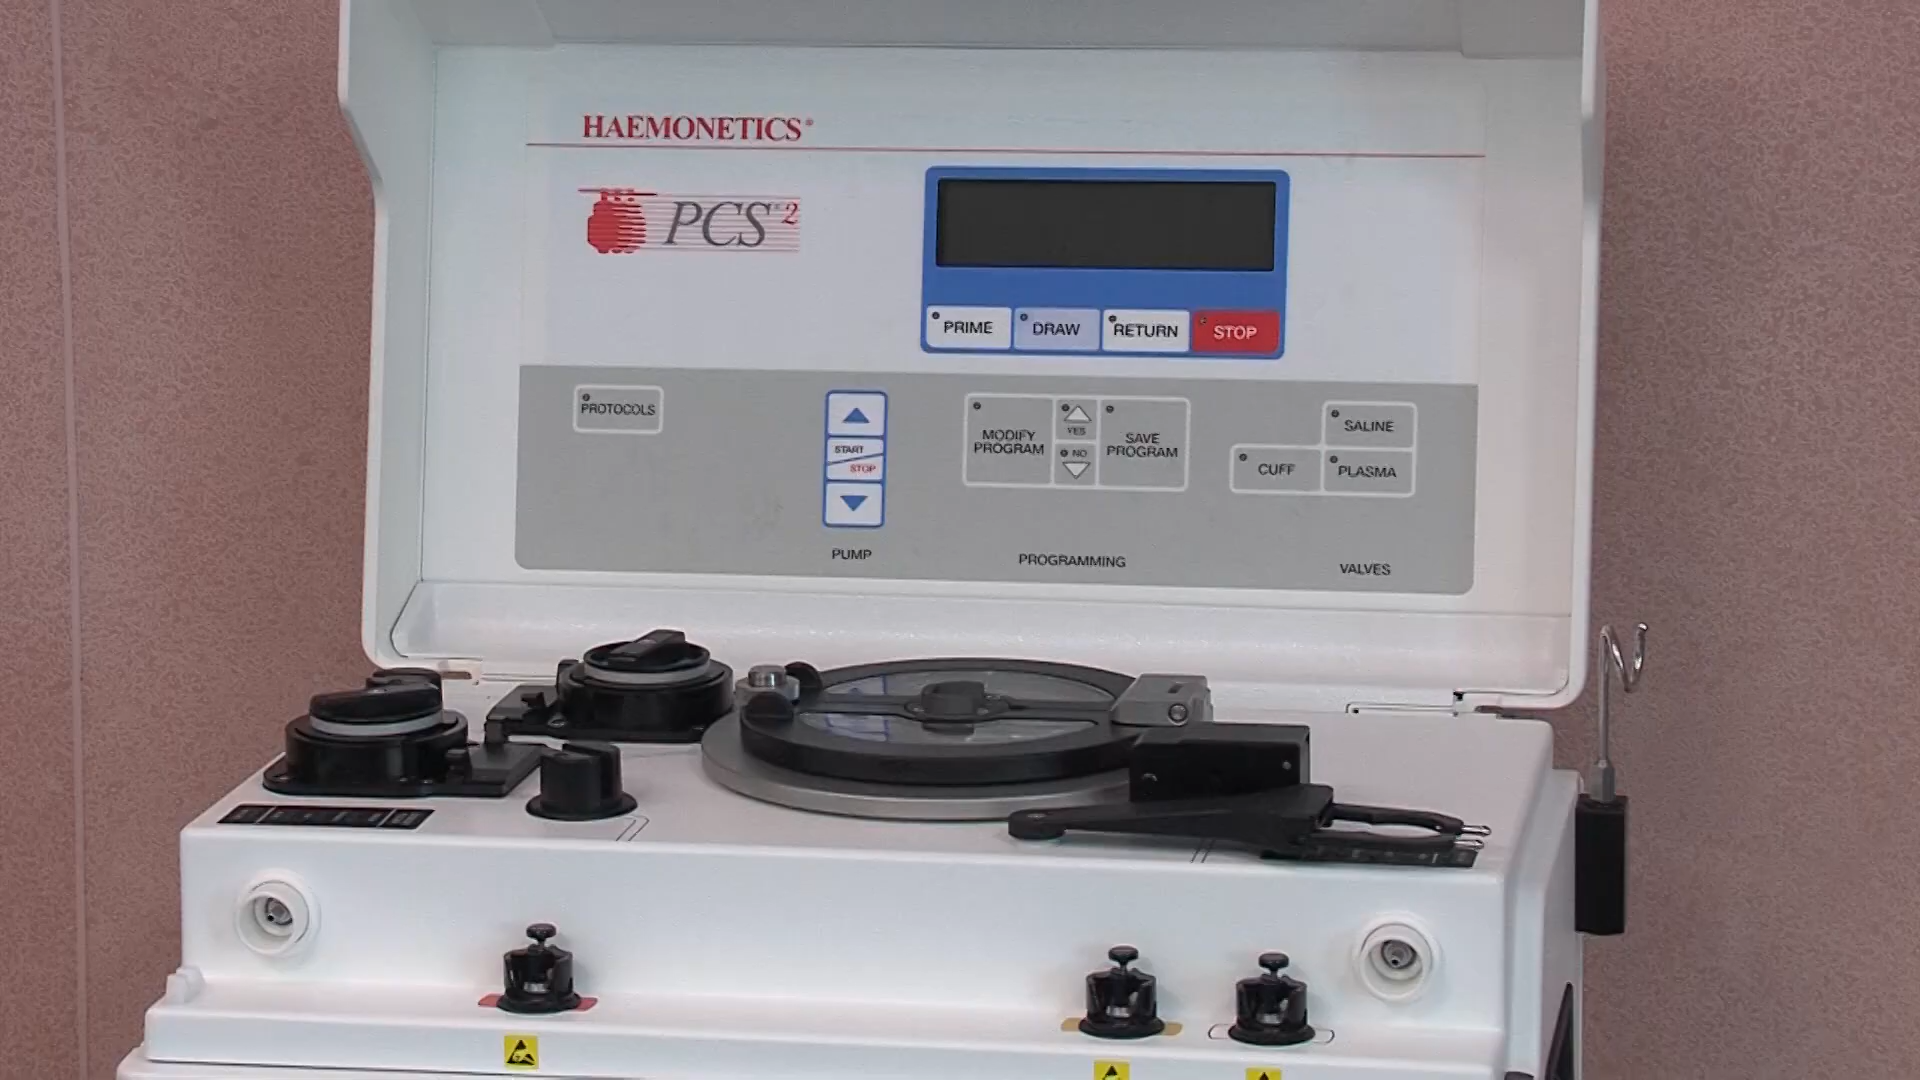 HAEMONETICS®
PCS®2
PRIME DRAW RETURN STOP
PROTOCOLS
START
STOP
PUMP
MODIFY
PROGRAM
YES
NO
SAVE
PROGRAM
PROGRAMMING
SALINE
CUFF
PLASMA
VALVES